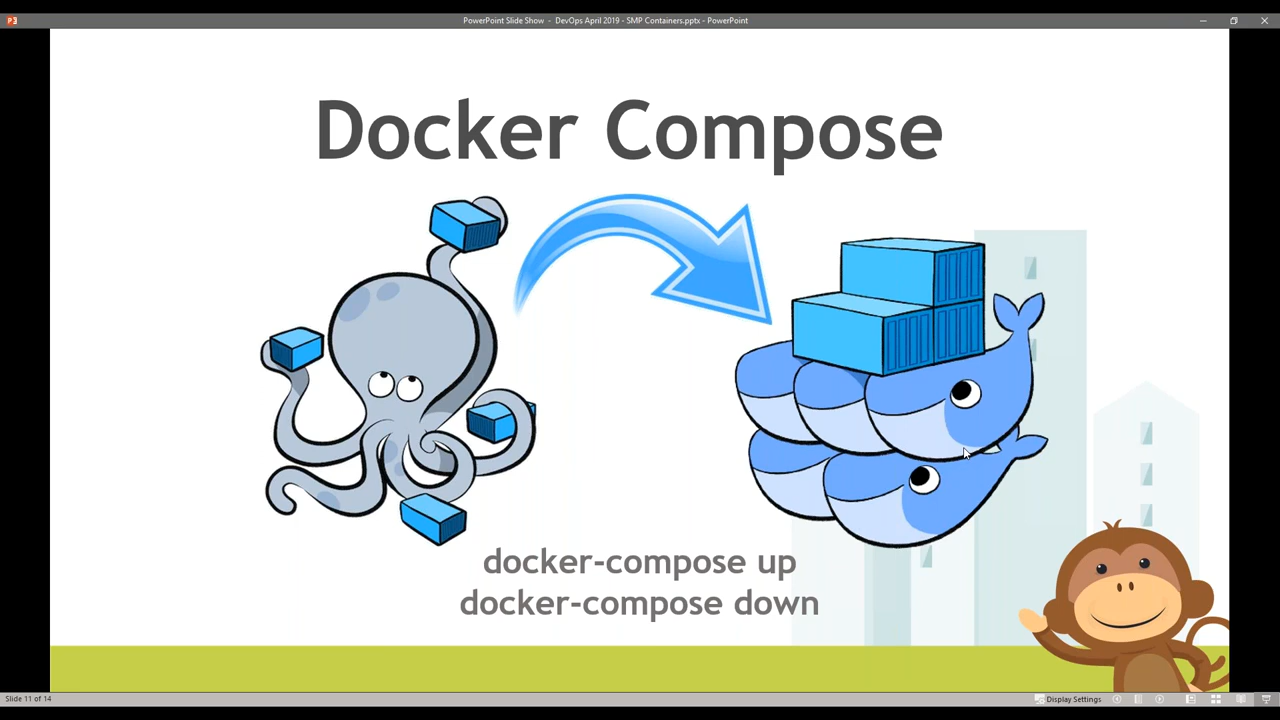 PowerPoint Slide Show - DevOps April 2019 - SMP Containers.pptx - PowerPoint
Docker Compose
docker-compose up
docker-compose down
Slide 11 of 14
Display Settings